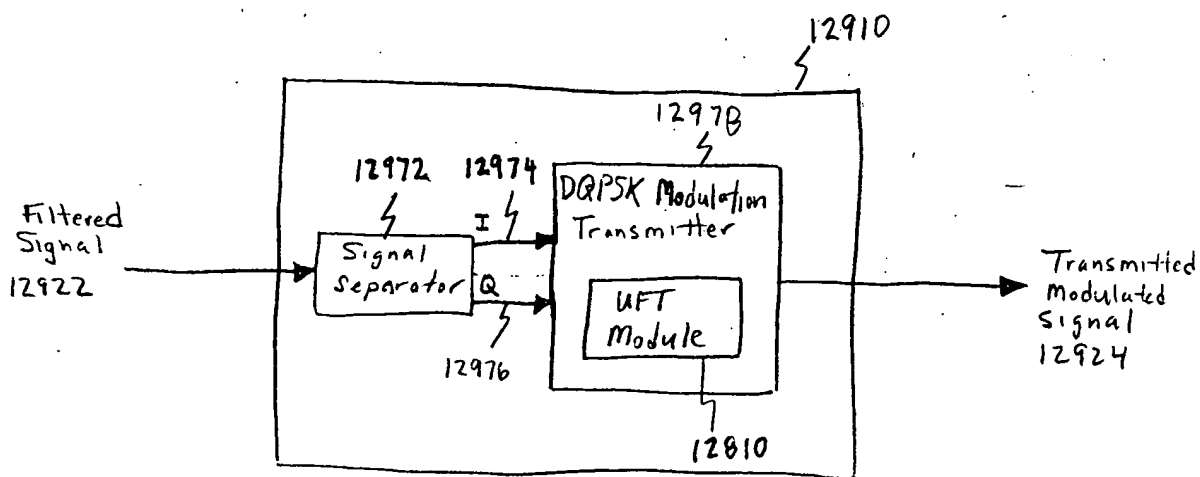 12910
12978
12972
12974
DQPSK Modulation
Transmitter
Filtered
Signal
12922
I
Signal
Separator
Q
UFT
Module
12976
12810
Transmitted
Modulated
Signal
12924